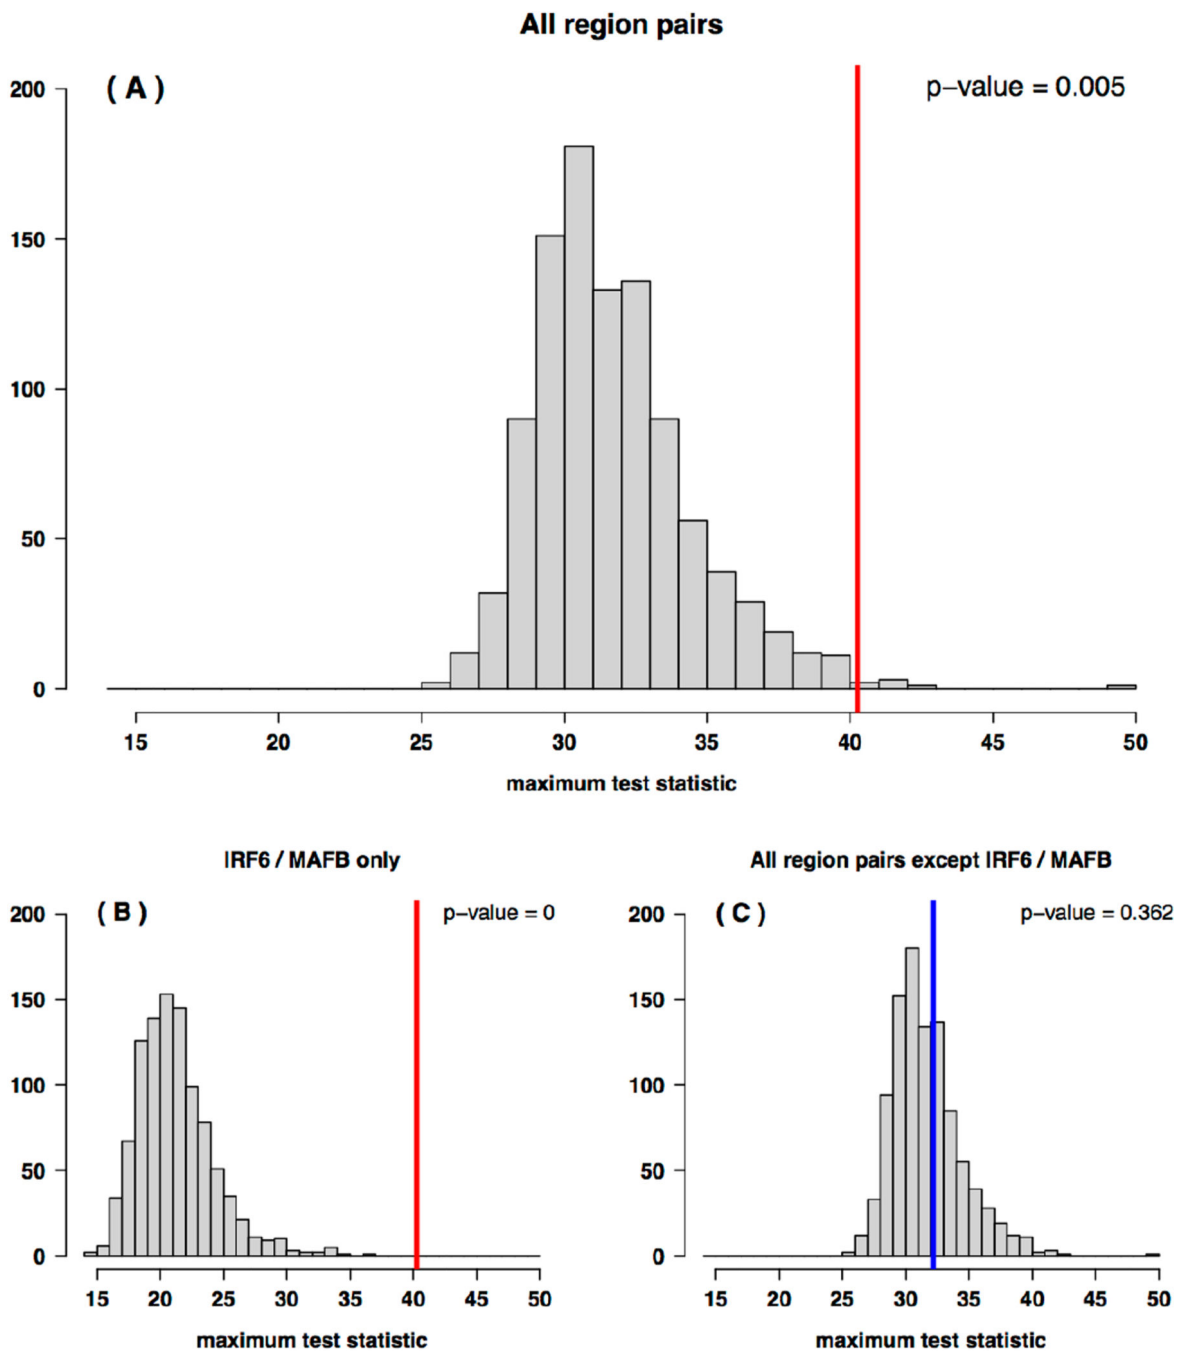 All region pairs
( A )
p-value = 0.005
200
150
100
50
0
15 20 25 30 35 40 45 50
maximum test statistic
IRF6 / MAFB only
( B )
p-value = 0
200
150
100
50
0
15 20 25 30 35 40 45 50
maximum test statistic
All region pairs except IRF6 / MAFB
( C )
p-value = 0.362
200
150
100
50
0
15 20 25 30 35 40 45 50
maximum test statistic